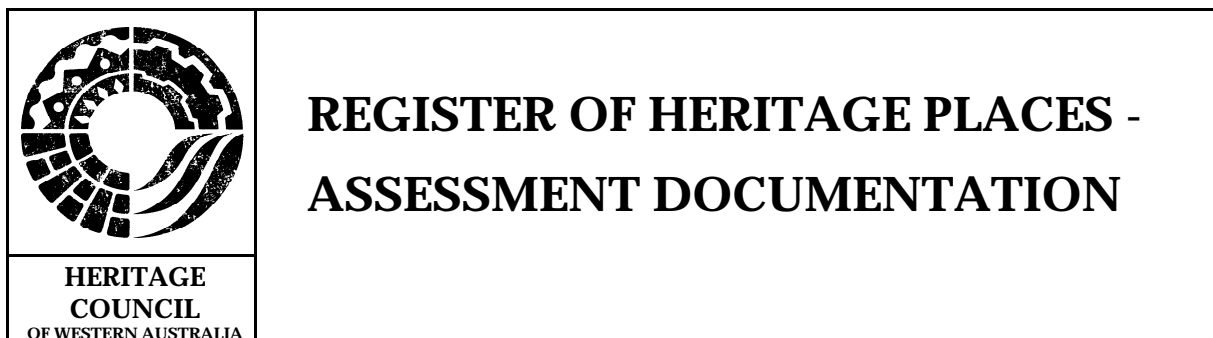 REGISTER OF HERITAGE PLACES -
ASSESSMENT DOCUMENTATION
HERITAGE
COUNCIL
OF WESTERN AUSTRALIA